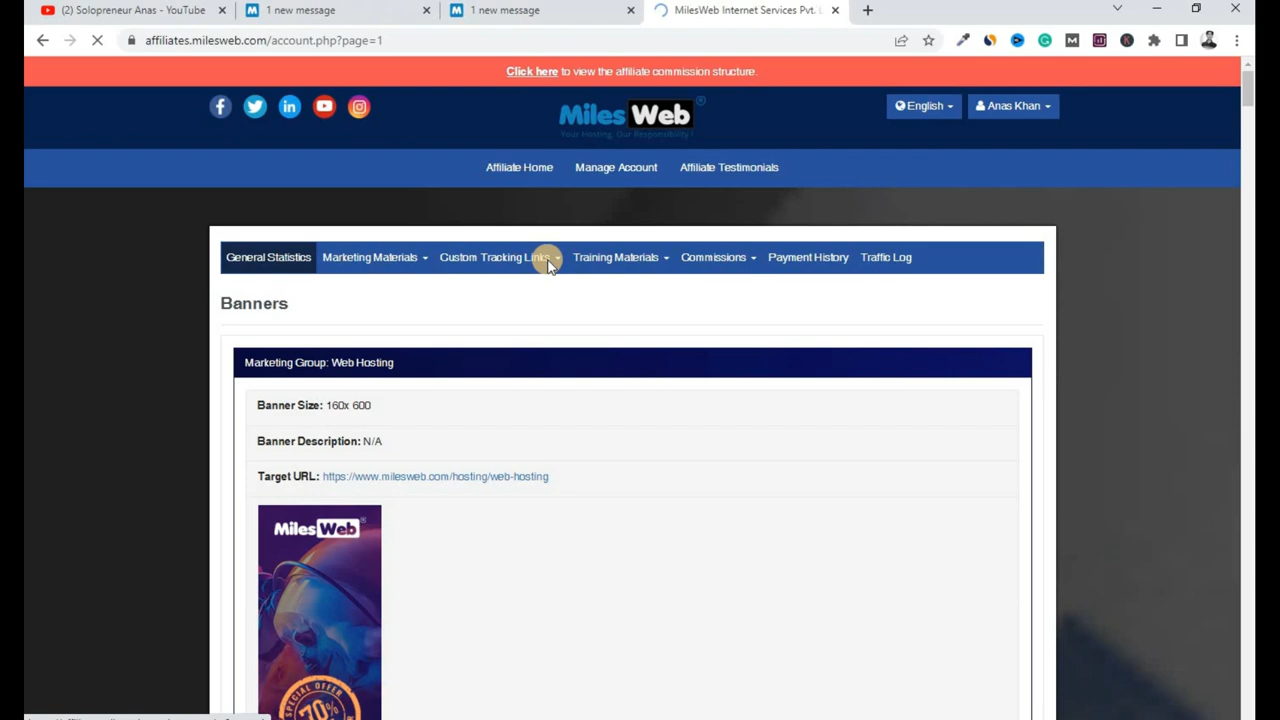 (2) Solopreneur Anas - YouTube
1 new message
1 new message
MilesWeb Internet Services Pvt.
affiliates.milesweb.com/account.php?page=1
Click here to view the affiliate commission structure.
MilesWeb®
Your Hosting, Our Responsibility!
English
Anas Khan
Affiliate Home
Manage Account
Affiliate Testimonials
General Statistics
Marketing Materials
Custom Tracking Links
Training Materials
Commissions
Payment History
Traffic Log
Banners
Marketing Group: Web Hosting
Banner Size: 160x 600
Banner Description: N/A
Target URL: https://www.milesweb.com/hosting/web-hosting
MilesWeb®
SPECIAL OFFER
70%